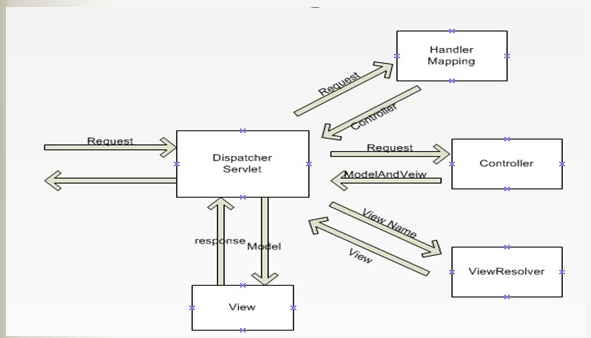 Handler
Mapping
Request
Controller
Request
Dispatcher
Servlet
Request
Controller
ModelAndVeiw
View Name
View
response
Model
ViewResolver
View